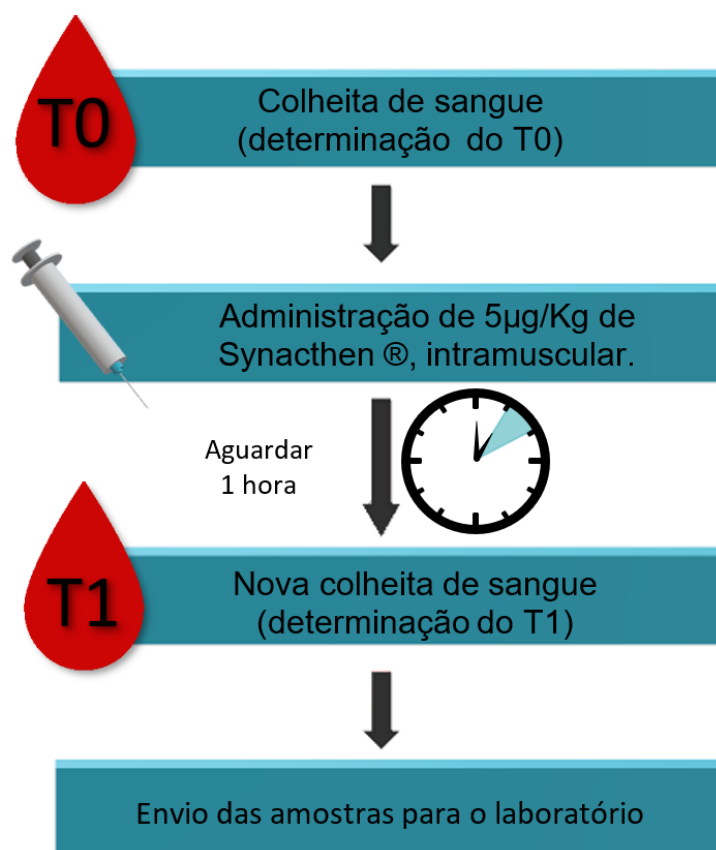 T0
Colheita de sangue
(determinação do T0)
Administração de 5µg/Kg de
Synacthen ®, intramuscular.
Aguardar
1 hora
T1
Nova colheita de sangue
(determinação do T1)
Envio das amostras para o laboratório